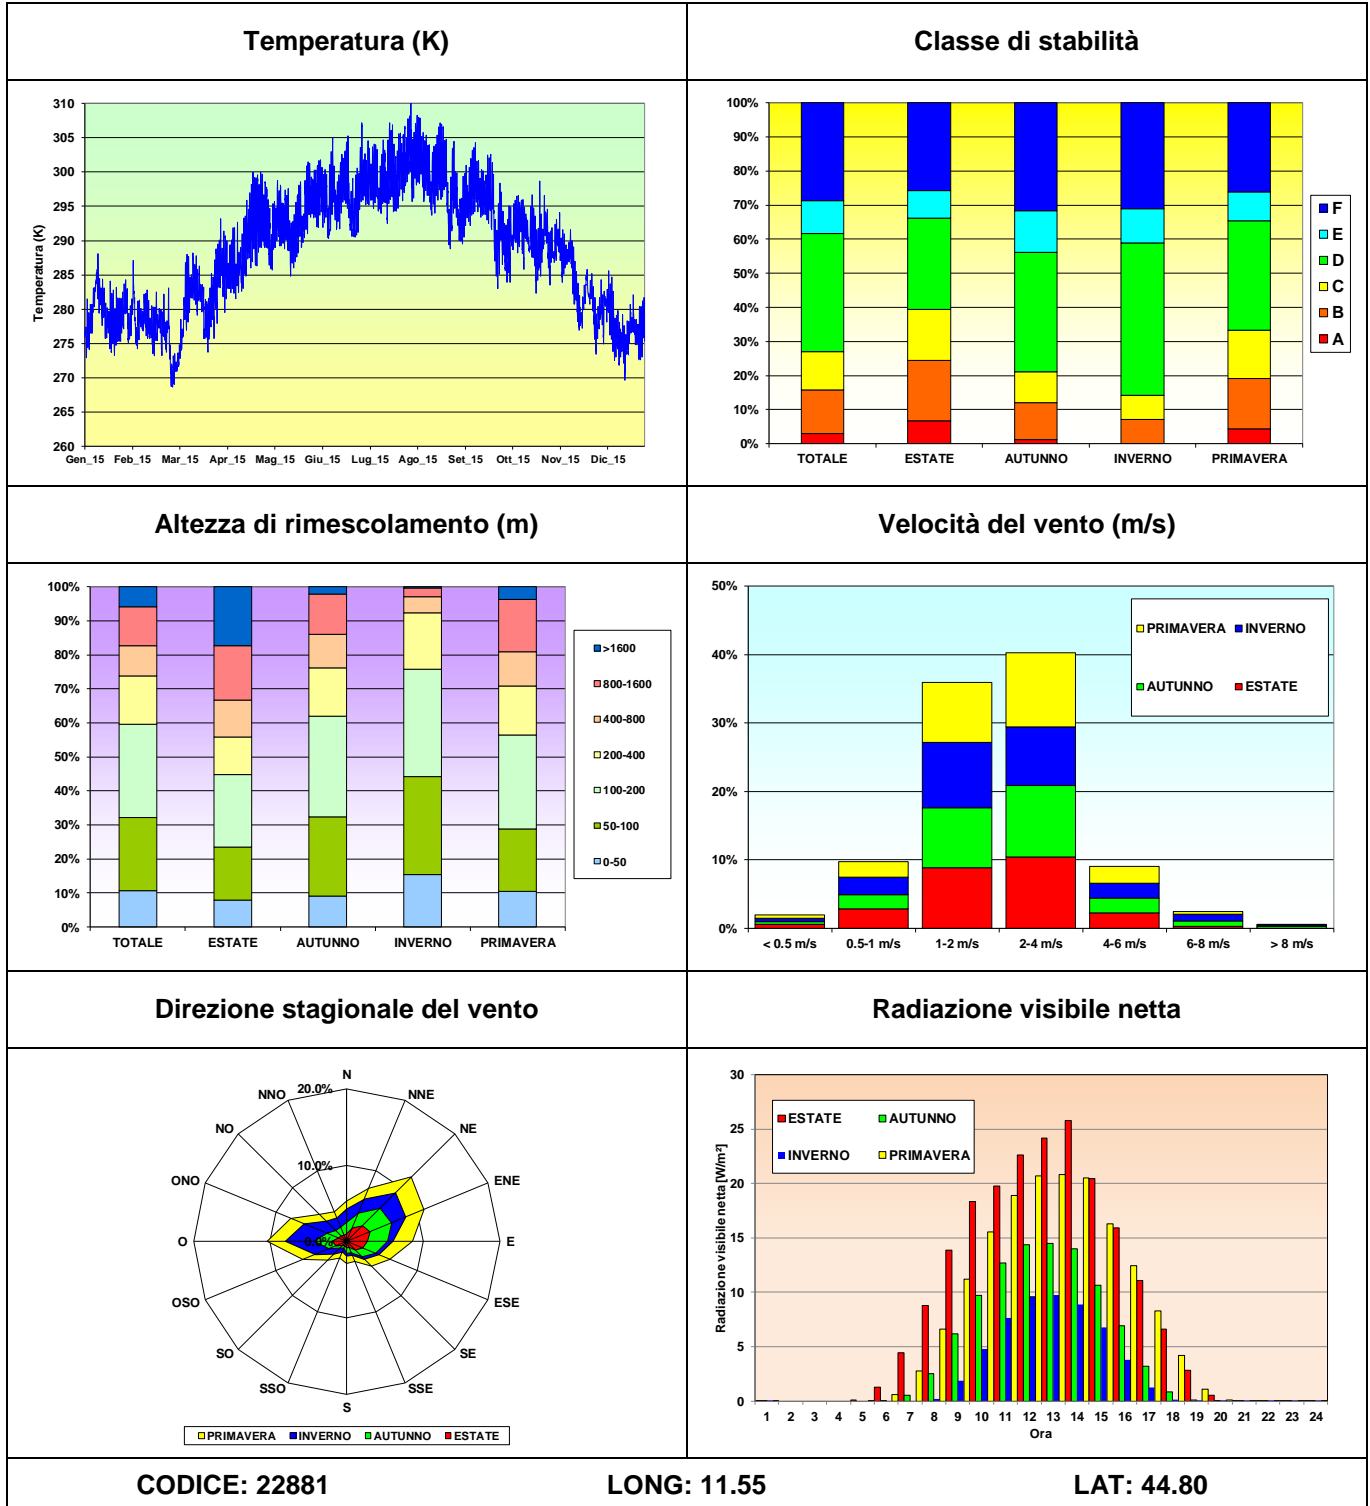 Temperatura (K)
Classe di stabilità
310
305
300
295
290
285
280
275
270
265
260
Temperatura (K)
Gen_15 Feb_15 Mar_15 Apr_15 Mag_15 Giu_15 Lug_15 Ago_15 Set_15 Ott_15 Nov_15 Dic_15
100%
90%
80%
70%
60%
50%
40%
30%
20%
10%
0%
TOTALE ESTATE AUTUNNO INVERNO PRIMAVERA
F
E
D
C
B
A
Altezza di rimescolamento (m)
Velocità del vento (m/s)
100%
90%
80%
70%
60%
50%
40%
30%
20%
10%
0%
TOTALE ESTATE AUTUNNO INVERNO PRIMAVERA
>1600
800-1600
400-800
200-400
100-200
50-100
0-50
50%
40%
30%
20%
10%
0%
PRIMAVERA INVERNO
AUTUNNO ESTATE
< 0.5 m/s 0.5-1 m/s 1-2 m/s 2-4 m/s 4-6 m/s 6-8 m/s > 8 m/s
Direzione stagionale del vento
Radiazione visibile netta
N
NNE
NE
ENE
E
ESE
SE
SSE
S
SSO
SO
OSO
O
ONO
NO
NNO
20.0%
10.0%
0.0%
PRIMAVERA INVERNO AUTUNNO ESTATE
30
25
20
15
10
5
0
Radiazione visibile netta [W/m²]
ESTATE AUTUNNO
INVERNO PRIMAVERA
1 2 3 4 5 6 7 8 9 10 11 12 13 14 15 16 17 18 19 20 21 22 23 24
Ora
CODICE: 22881 LONG: 11.55 LAT: 44.80